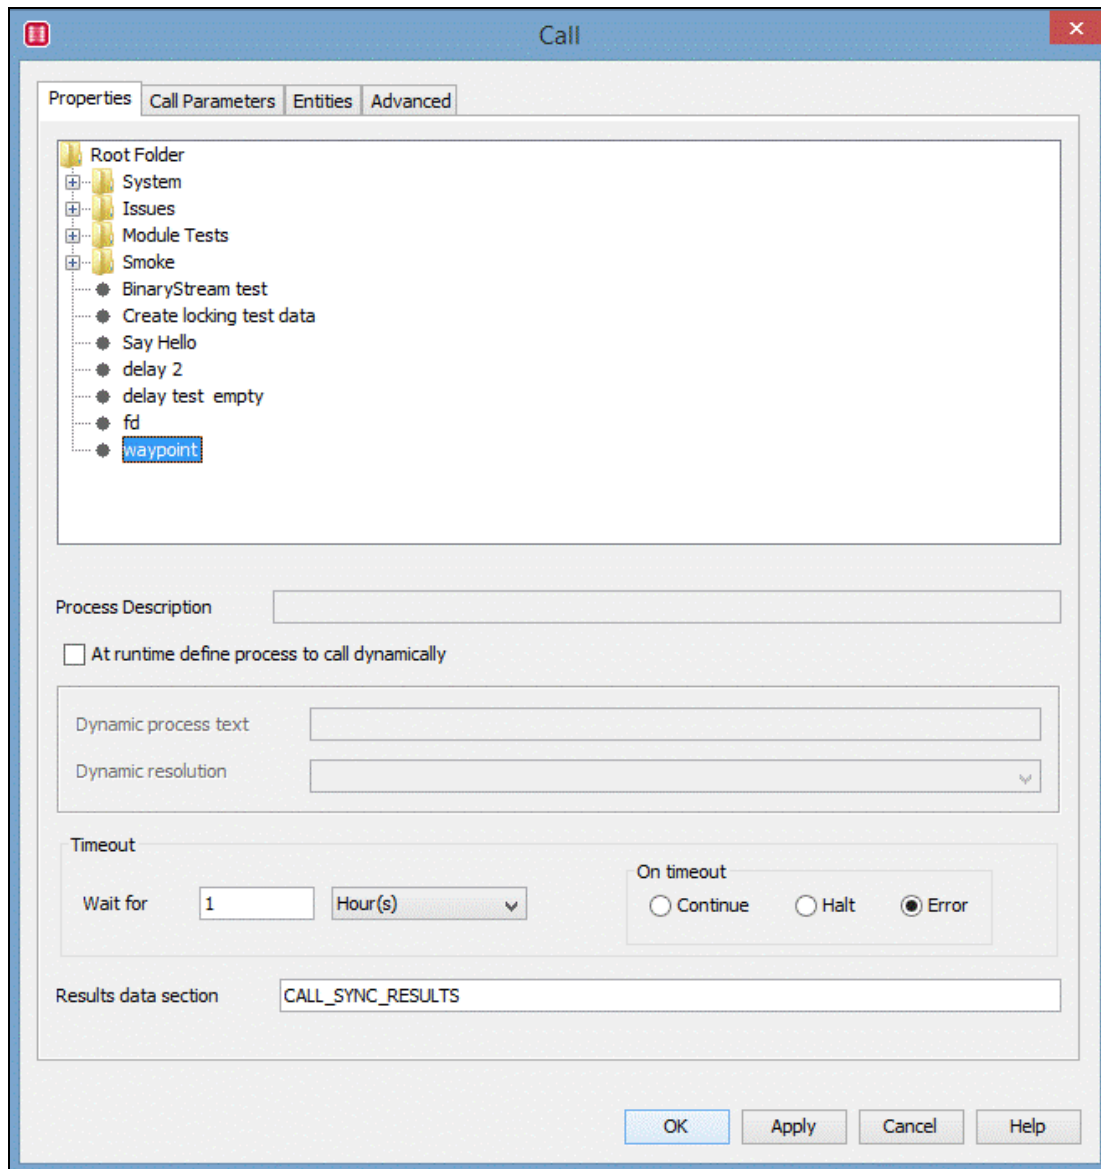 Call
Properties Call Parameters Entities Advanced
Root Folder
System
Issues
Module Tests
Smoke
BinaryStream test
Create locking test data
Say Hello
delay 2
delay test empty
fd
waypoint
Process Description
At runtime define process to call dynamically
Dynamic process text
Dynamic resolution
Timeout
On timeout
Wait for 1 Hour(s) Continue Halt Error
Results data section CALL_SYNC_RESULTS
OK Apply Cancel Help